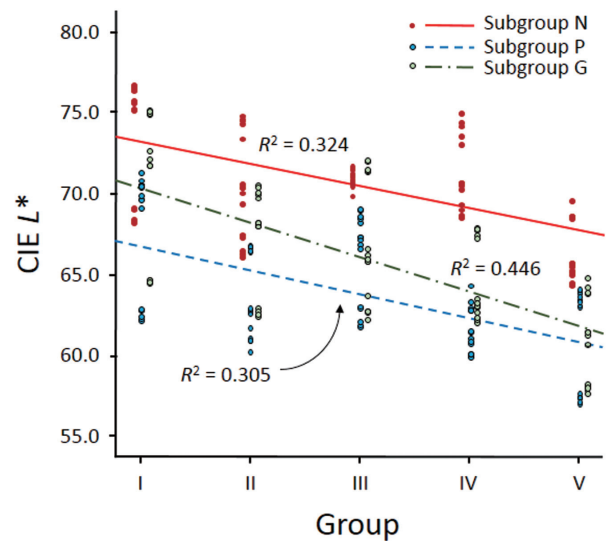 80.0
75.0
70.0
65.0
60.0
55.0
CIE L*
Subgroup N
Subgroup P
Subgroup G
R² = 0.324
R² = 0.446
R² = 0.305
I II III IV V
Group